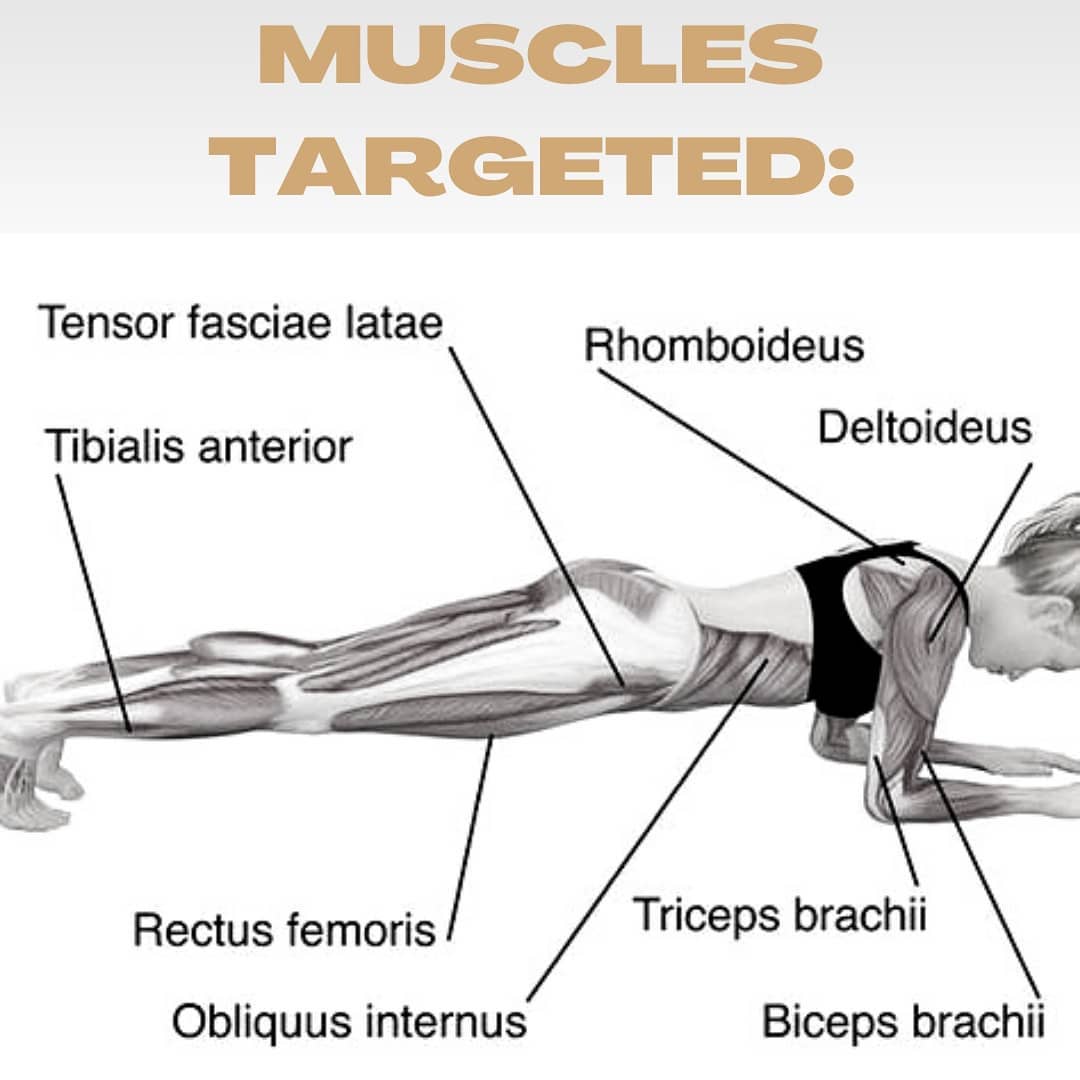 MUSCLES
TARGETED:
Tensor fasciae latae
Rhomboideus
Deltoideus
Tibialis anterior
Rectus femoris
Triceps brachii
Obliquus internus
Biceps brachii